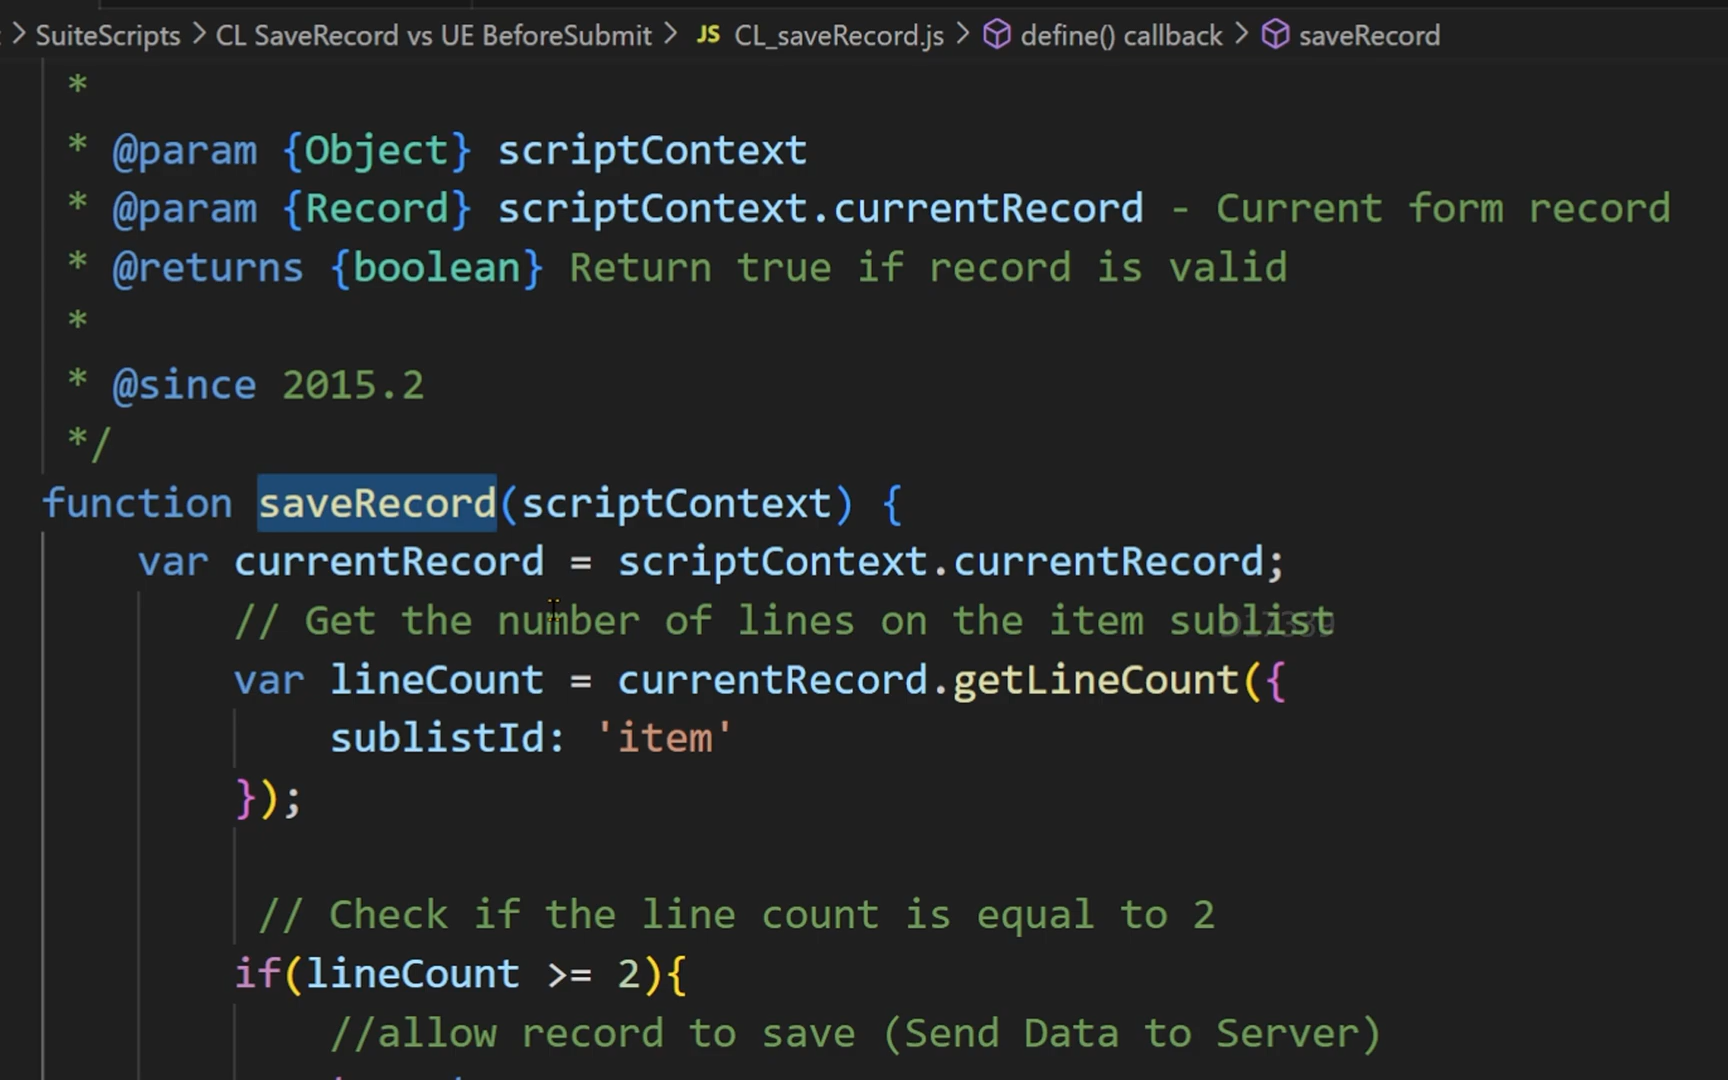 SuiteScripts > CL SaveRecord vs UE BeforeSubmit > JS CL_saveRecord.js > define() callback > saveRecord
*
* @param {Object} scriptContext
* @param {Record} scriptContext.currentRecord - Current form record
* @returns {boolean} Return true if record is valid
*
* @since 2015.2
*/
function saveRecord(scriptContext) {
var currentRecord = scriptContext.currentRecord;
// Get the number of lines on the item sublist
var lineCount = currentRecord.getLineCount({
sublistId: 'item'
});
// Check if the line count is equal to 2
if(lineCount >= 2){
//allow record to save (Send Data to Server)